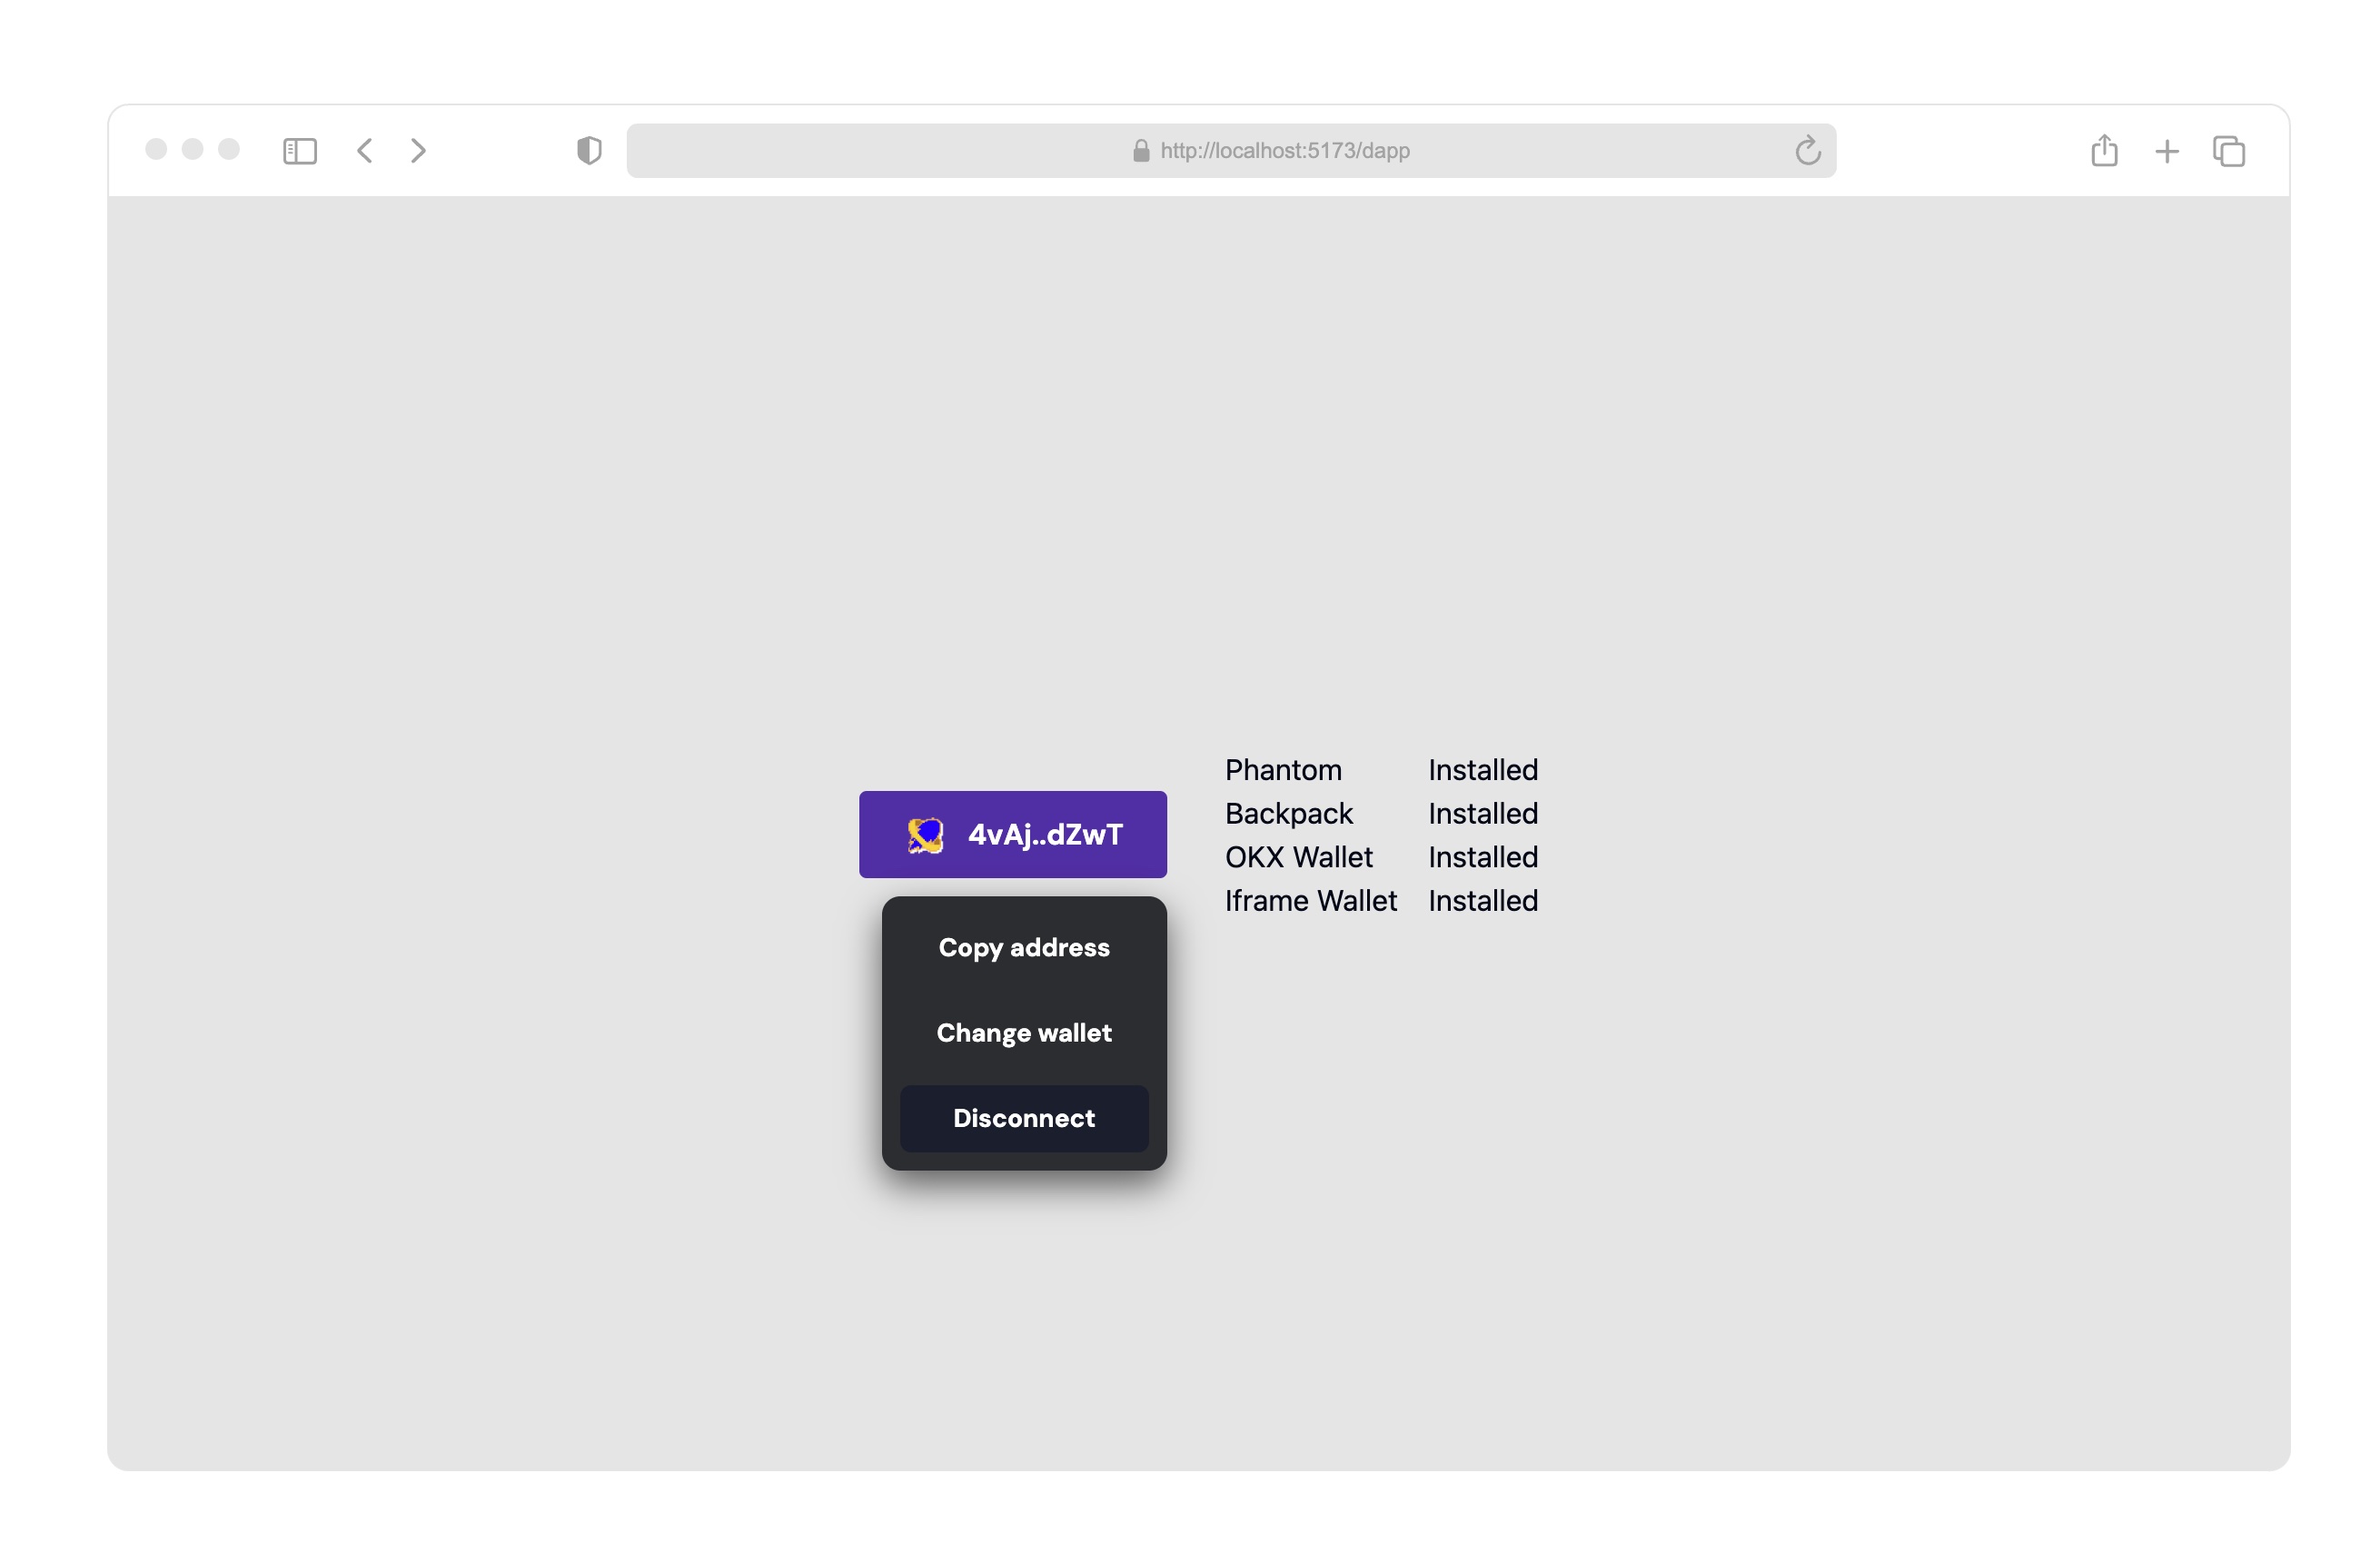 http://localhost:5173/dapp
4vAj..dZwT
Copy address
Change wallet
Disconnect
Phantom Installed
Backpack Installed
OKX Wallet Installed
Iframe Wallet Installed